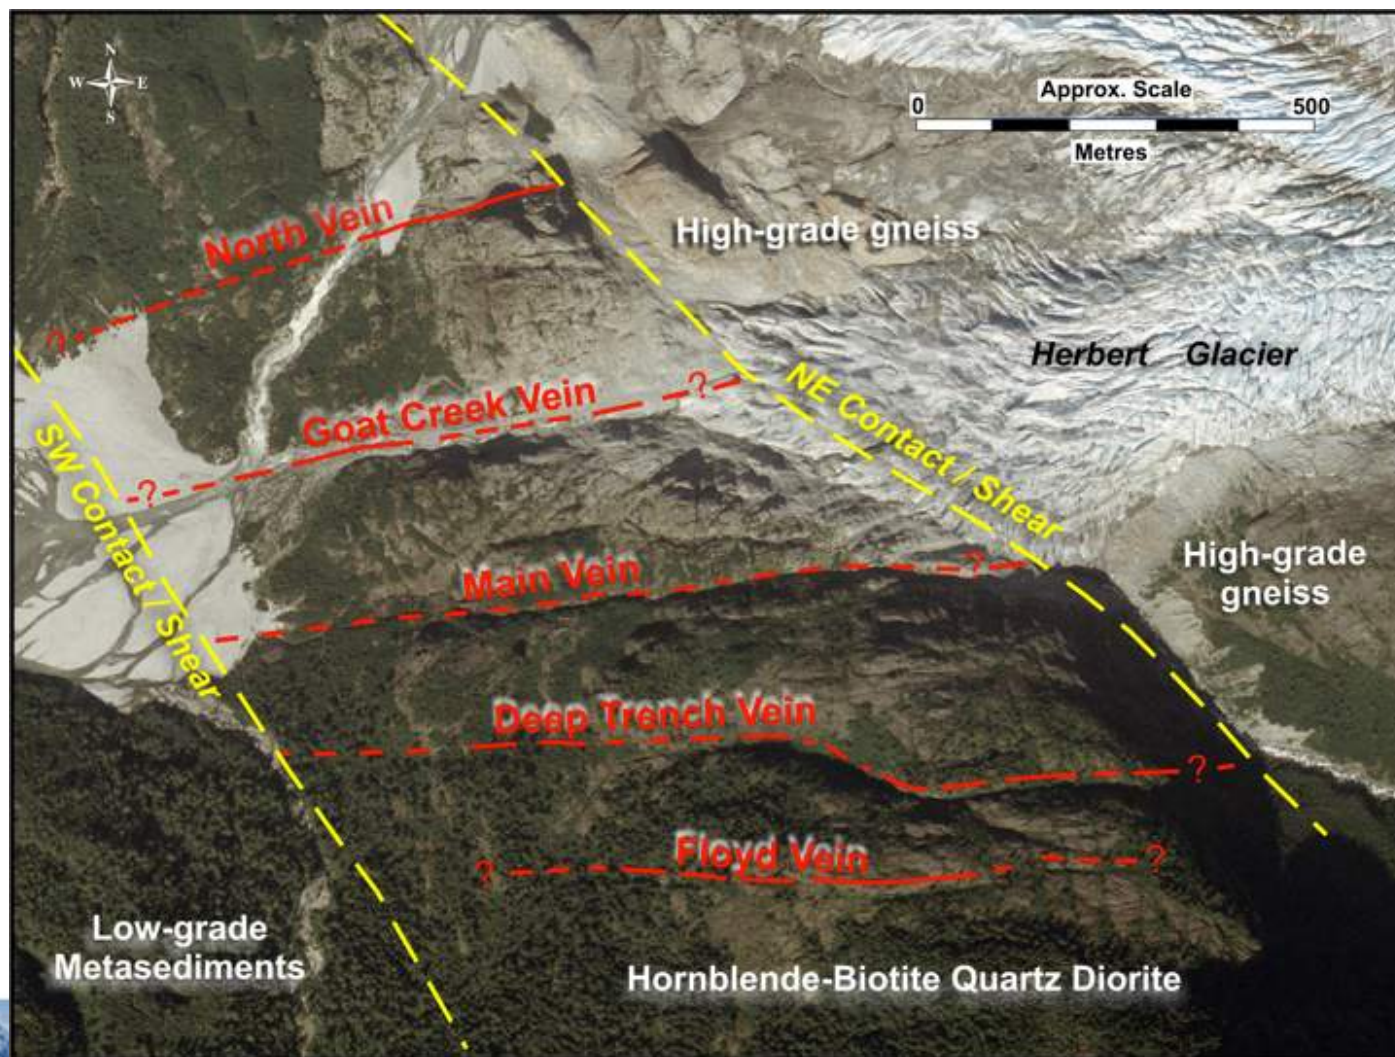 N
W E
S
Approx. Scale
0 500
Metres
North Vein
High-grade gneiss
?
Herbert Glacier
NE Contact / Shear
?
Goat Creek Vein
SW Contact / Shear
?
High-grade
gneiss
Main Vein
?
Deep Trench Vein
?
Floyd Vein
?
?
Low-grade
Metasediments
Hornblende-Biotite Quartz Diorite